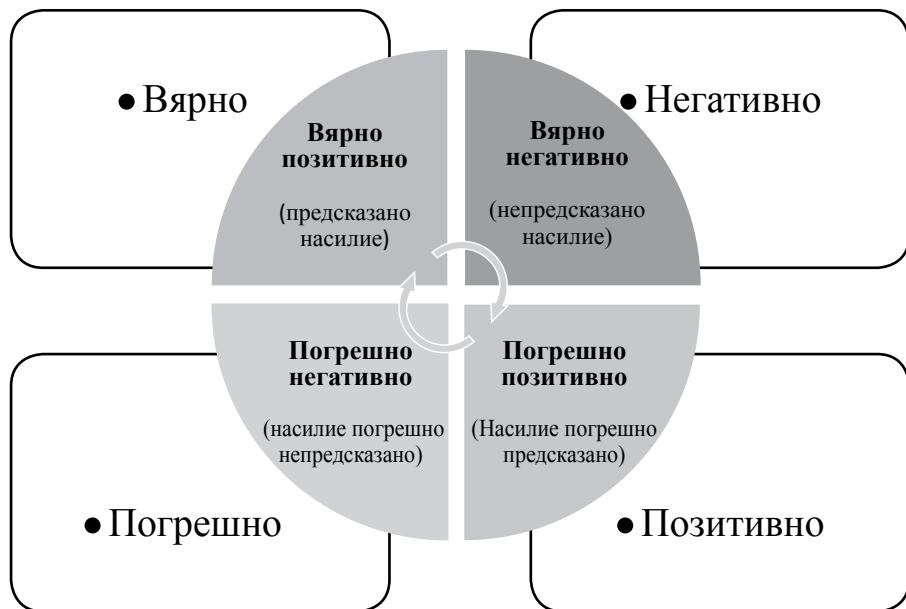 • Вярно
• Негативно
Вярно
позитивно
(предсказано
насилие)
Вярно
негативно
(непредсказано
насилие)
Погрешно
негативно
(насилие погрешно
непредсказано)
Погрешно
позитивно
(Насилие погрешно
предсказано)
• Погрешно
• Позитивно